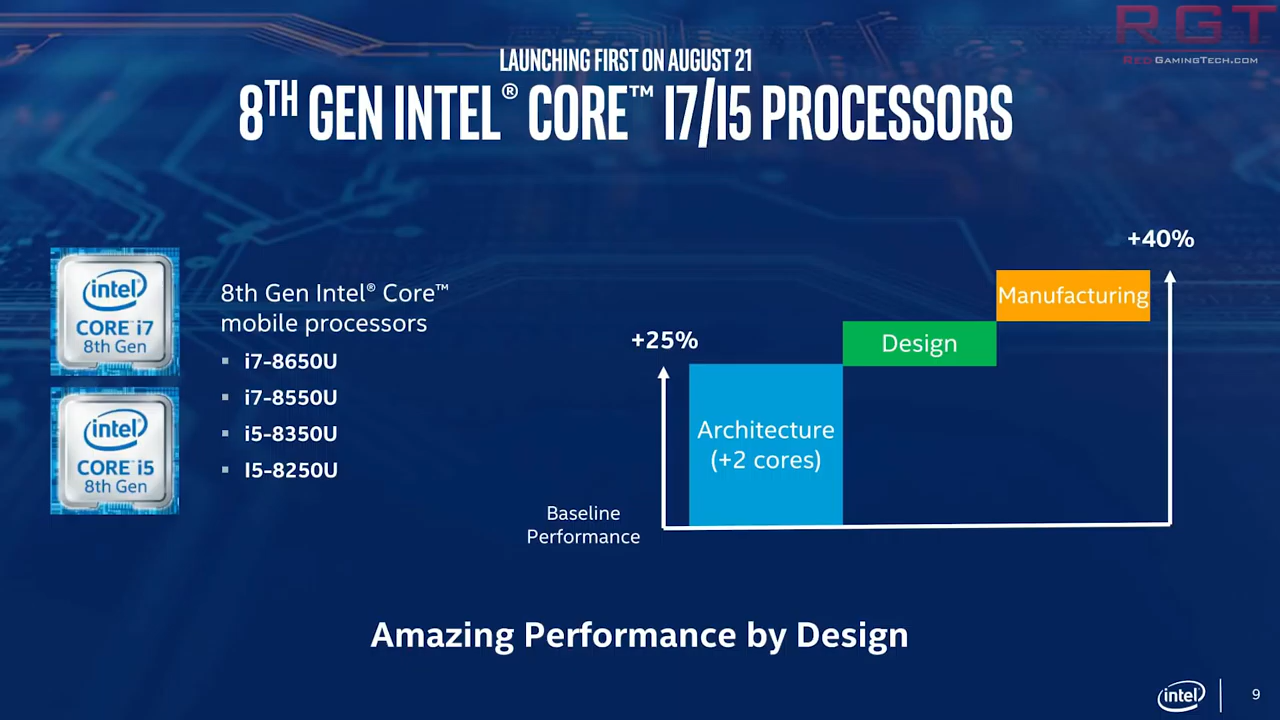 RGT
RedGamingTech.com
LAUNCHING FIRST ON AUGUST 21
8TH GEN INTEL® CORE™ I7/I5 PROCESSORS
intel®
CORE™ i7
8th Gen
intel®
CORE™ i5
8th Gen
8th Gen Intel® Core™
mobile processors
▪ i7-8650U
▪ i7-8550U
▪ i5-8350U
▪ I5-8250U
+40%
Manufacturing
+25%
Design
Architecture
(+2 cores)
Baseline
Performance
Amazing Performance by Design
intel®
9